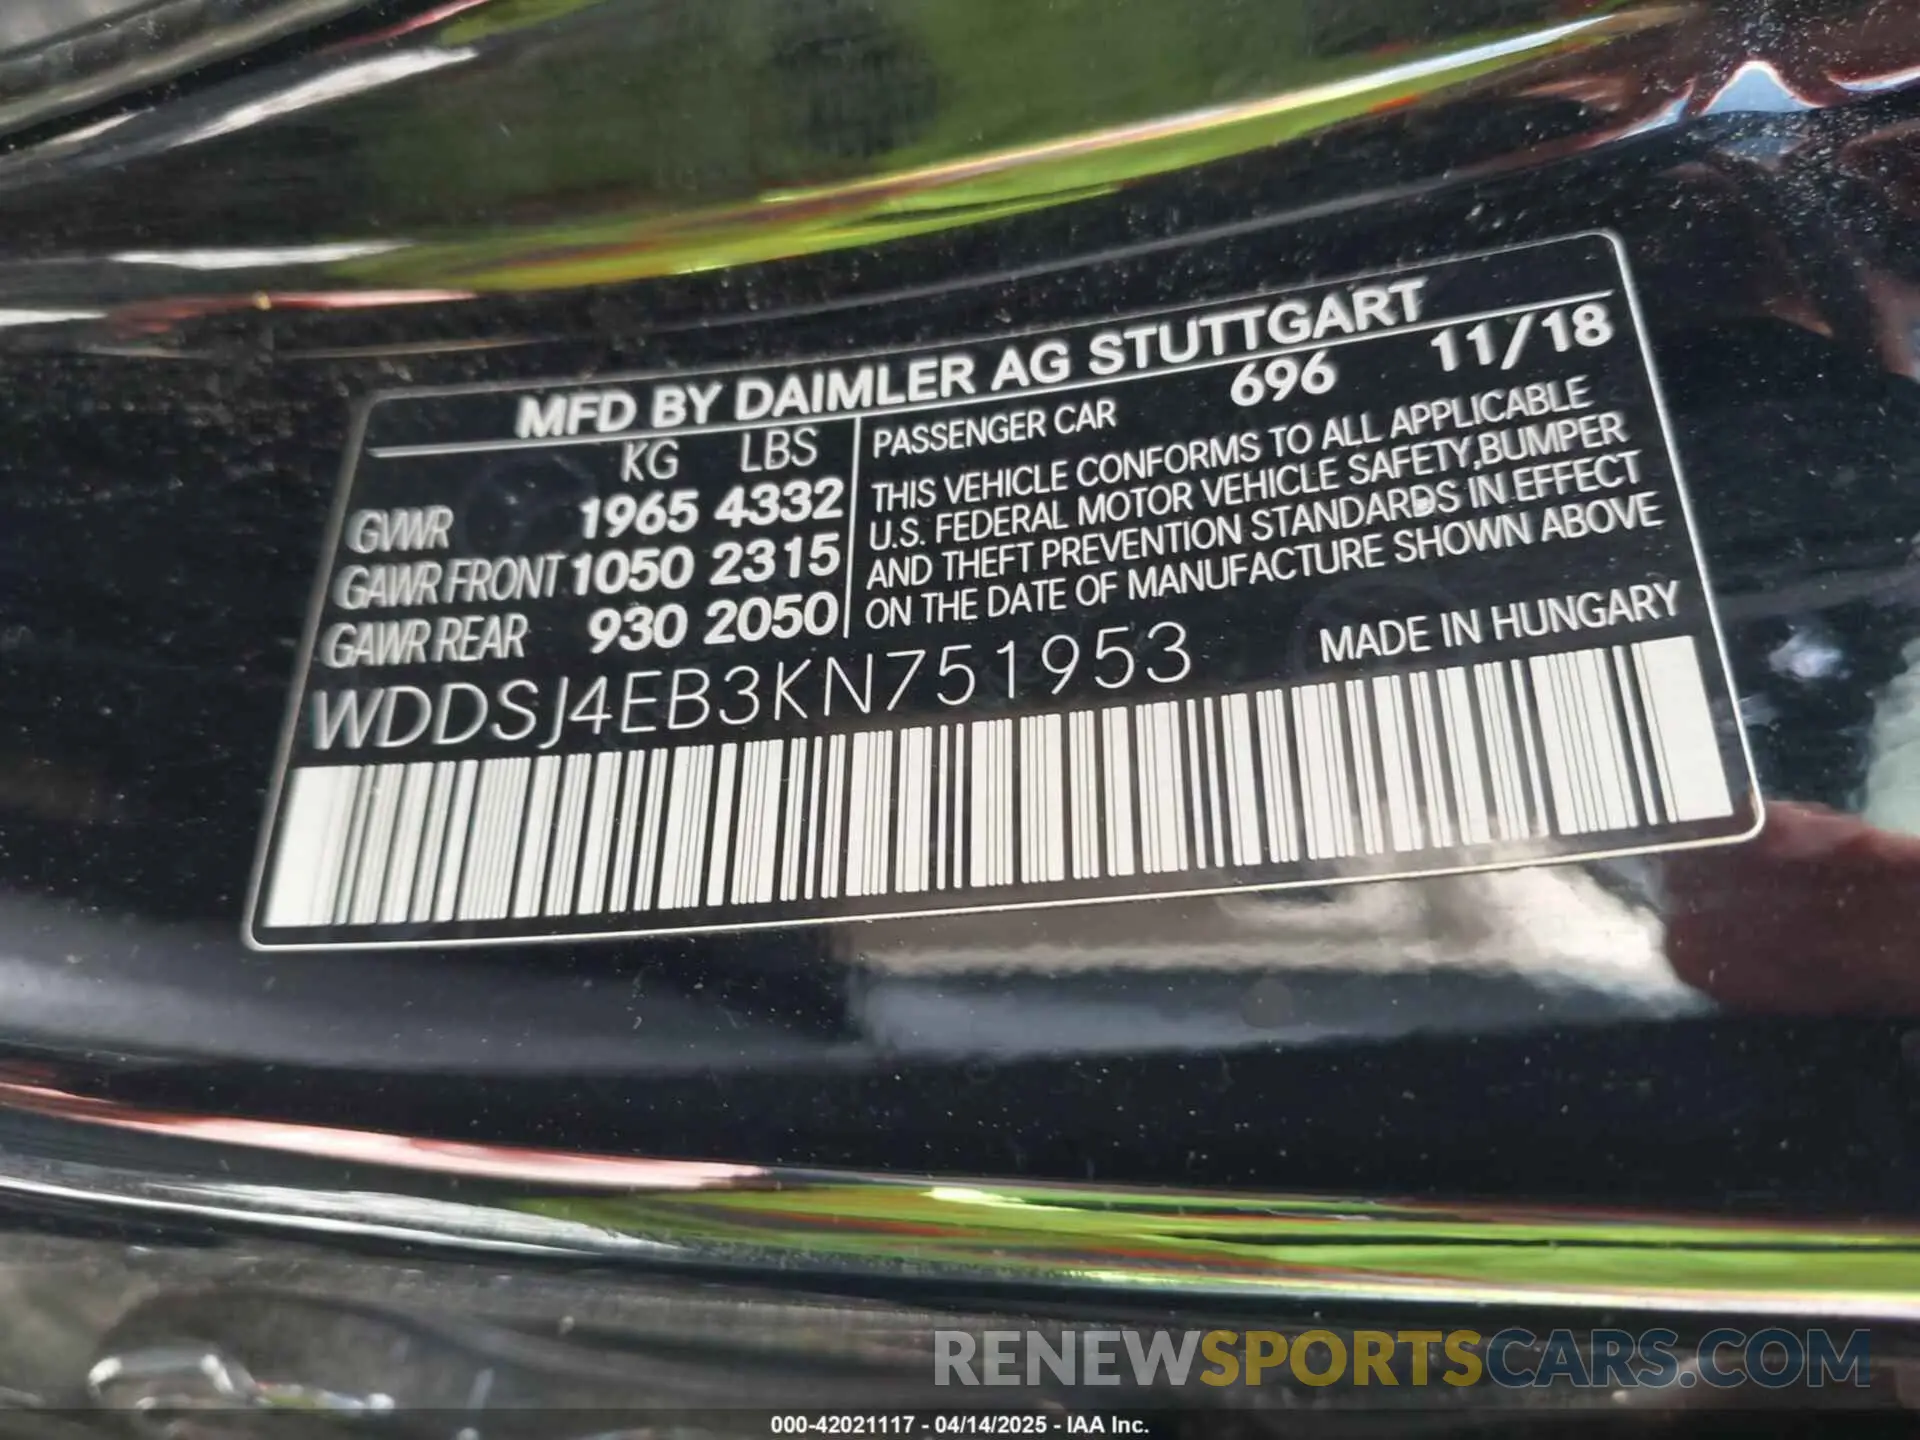 MFD BY DAIMLER AG STUTTGART
KG LBS
GVWR 1965 4332
GAWR FRONT 1050 2315
GAWR REAR 930 2050
PASSENGER CAR 696 11/18
THIS VEHICLE CONFORMS TO ALL APPLICABLE
U.S. FEDERAL MOTOR VEHICLE SAFETY,BUMPER
AND THEFT PREVENTION STANDARDS IN EFFECT
ON THE DATE OF MANUFACTURE SHOWN ABOVE
WDDSJ4EB3KN751953
MADE IN HUNGARY
RENEWSPORTSCARS.COM
000-42021117 - 04/14/2025 - IAA Inc.